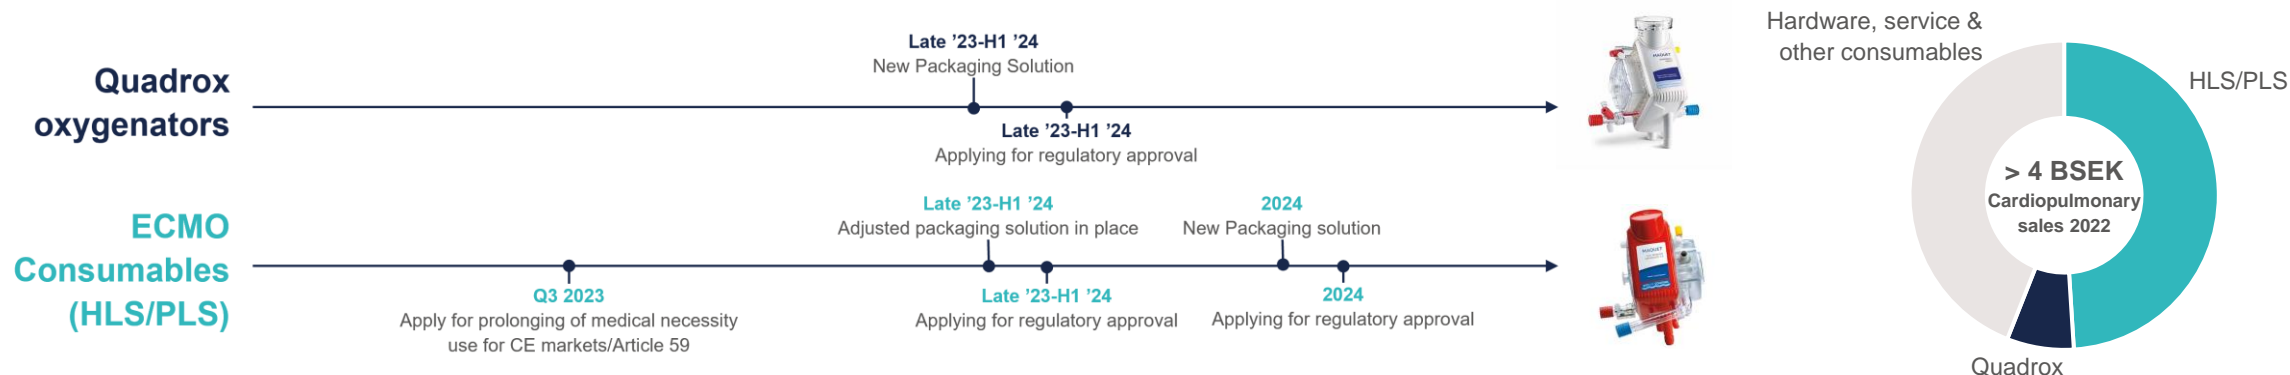 Quadrox
oxygenators
Late '23-H1 '24
New Packaging Solution
Late '23-H1 '24
Applying for regulatory approval
ECMO
Consumables
(HLS/PLS)
Q3 2023
Apply for prolonging of medical necessity
use for CE markets/Article 59
Late '23-H1 '24
Adjusted packaging solution in place
Late '23-H1 '24
Applying for regulatory approval
2024
New Packaging solution
2024
Applying for regulatory approval
MAQUET
MAQUET
Hardware, service &
other consumables
HLS/PLS
> 4 BSEK
Cardiopulmonary
sales 2022
Quadrox